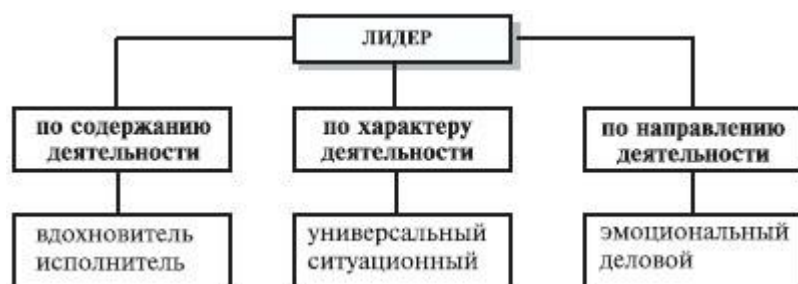 ЛИДЕР
по содержанию
деятельности
по характеру
деятельности
по направлению
деятельности
вдохновитель
исполнитель
универсальный
ситуационный
эмоциональный
деловой